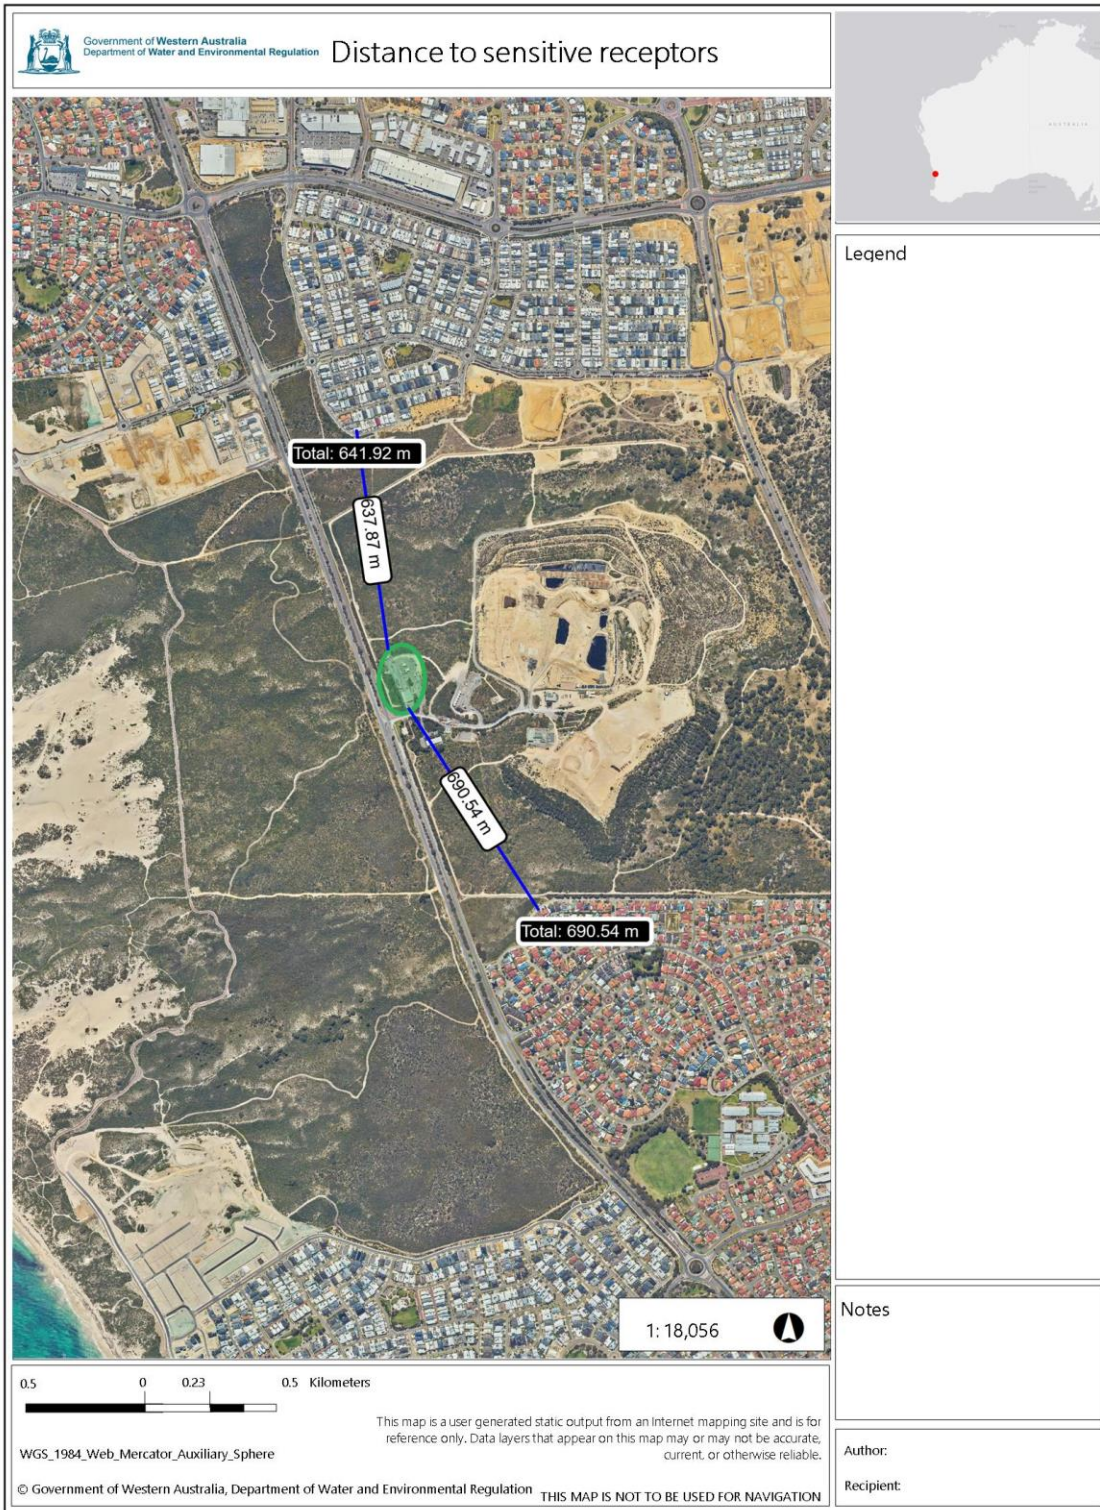 Government of Western Australia
Department of Water and Environmental Regulation
Distance to sensitive receptors
AUSTRALIA
Legend
Total: 641.92 m
637.87 m
690.54 m
Total: 690.54 m
1: 18,056
Notes
0.5 0 0.23 0.5 Kilometers
This map is a user generated static output from an Internet mapping site and is for
reference only. Data layers that appear on this map may or may not be accurate,
current, or otherwise reliable.
WGS_1984_Web_Mercator_Auxiliary_Sphere
© Government of Western Australia, Department of Water and Environmental Regulation
THIS MAP IS NOT TO BE USED FOR NAVIGATION
Author:
Recipient: